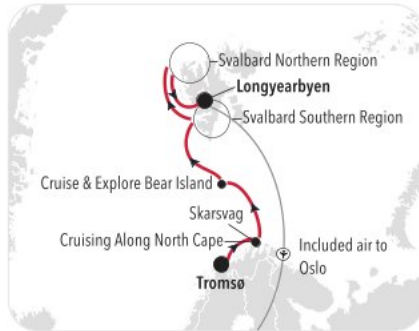 Svalbard Northern Region
Longyearbyen
Svalbard Southern Region
Cruise & Explore Bear Island
Skarsvag
Cruising Along North Cape
Included air to
Oslo
Tromsø